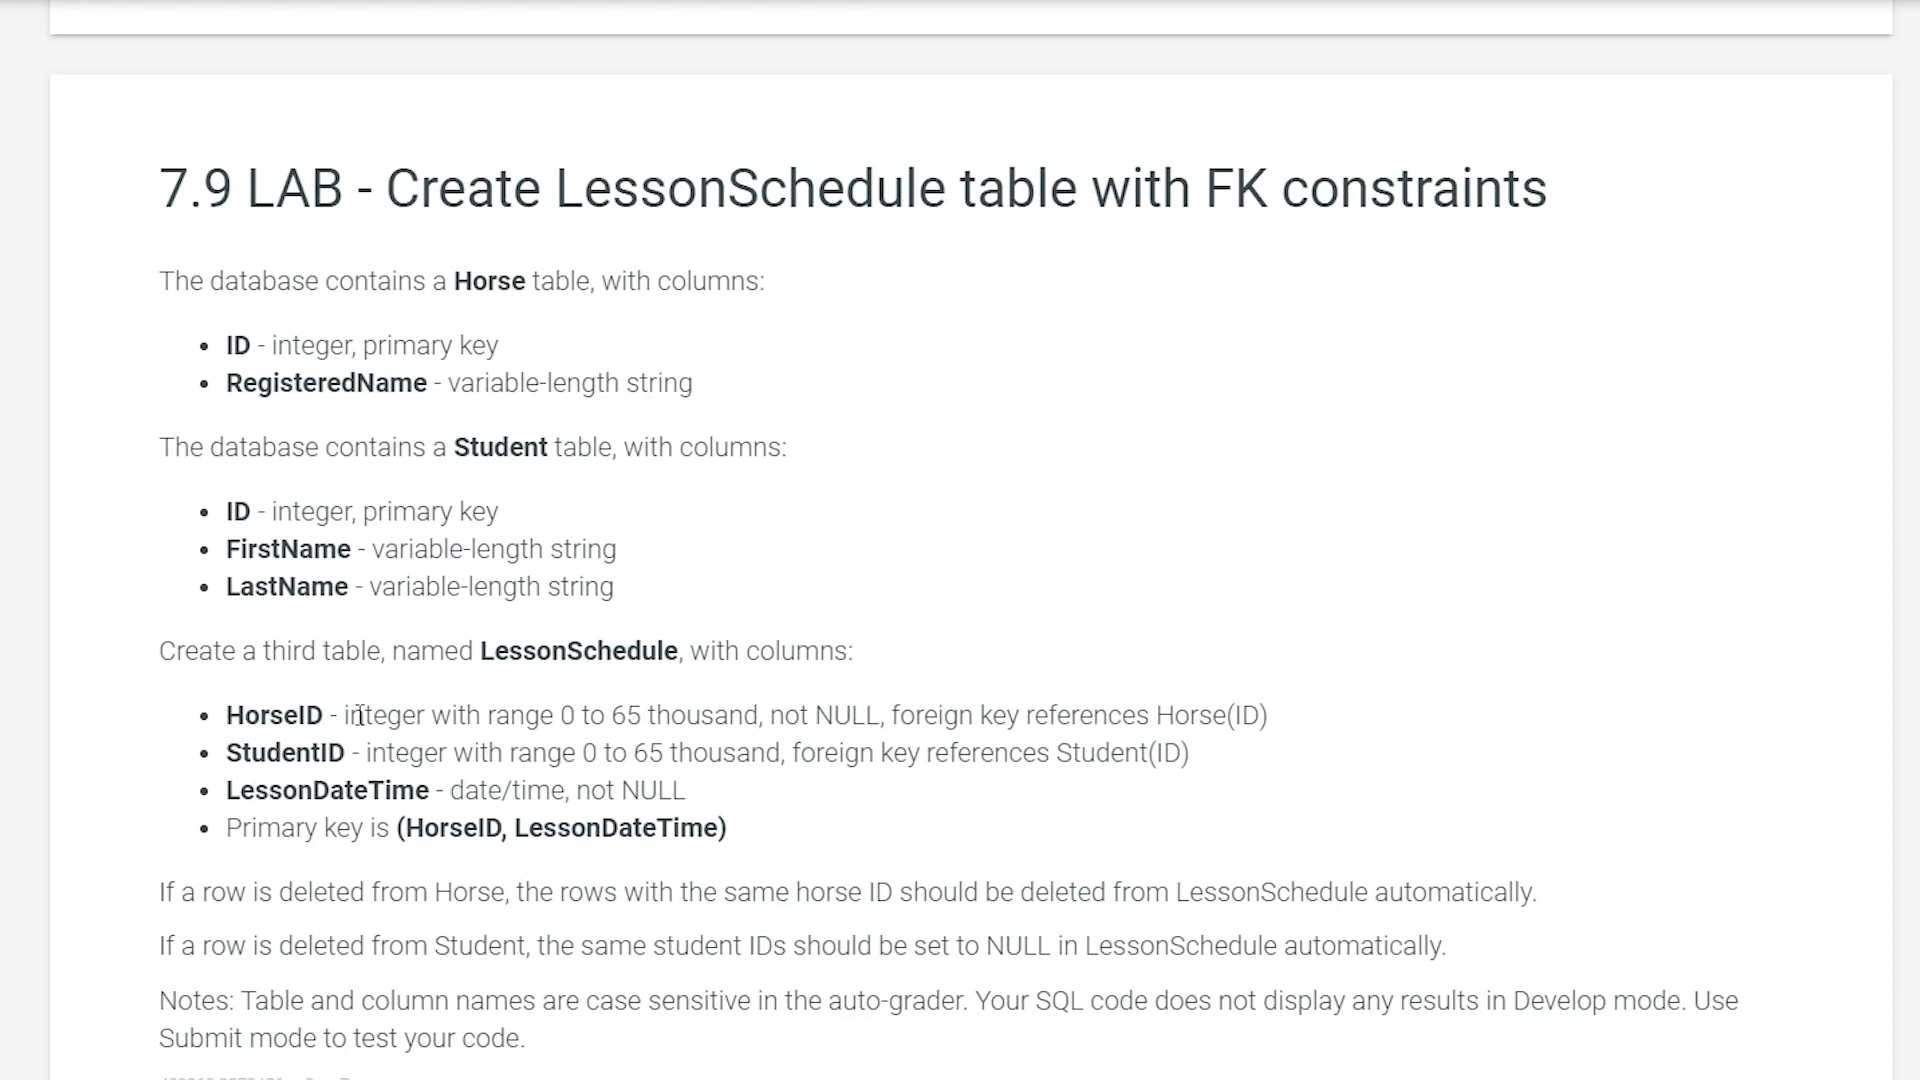 7.9 LAB - Create LessonSchedule table with FK constraints
The database contains a Horse table, with columns:
• ID - integer, primary key
• RegisteredName - variable-length string
The database contains a Student table, with columns:
• ID - integer, primary key
• FirstName - variable-length string
• LastName - variable-length string
Create a third table, named LessonSchedule, with columns:
• HorseID - integer with range 0 to 65 thousand, not NULL, foreign key references Horse(ID)
• StudentID - integer with range 0 to 65 thousand, foreign key references Student(ID)
• LessonDateTime - date/time, not NULL
• Primary key is (HorseID, LessonDateTime)
If a row is deleted from Horse, the rows with the same horse ID should be deleted from LessonSchedule automatically.
If a row is deleted from Student, the same student IDs should be set to NULL in LessonSchedule automatically.
Notes: Table and column names are case sensitive in the auto-grader. Your SQL code does not display any results in Develop mode. Use
Submit mode to test your code.